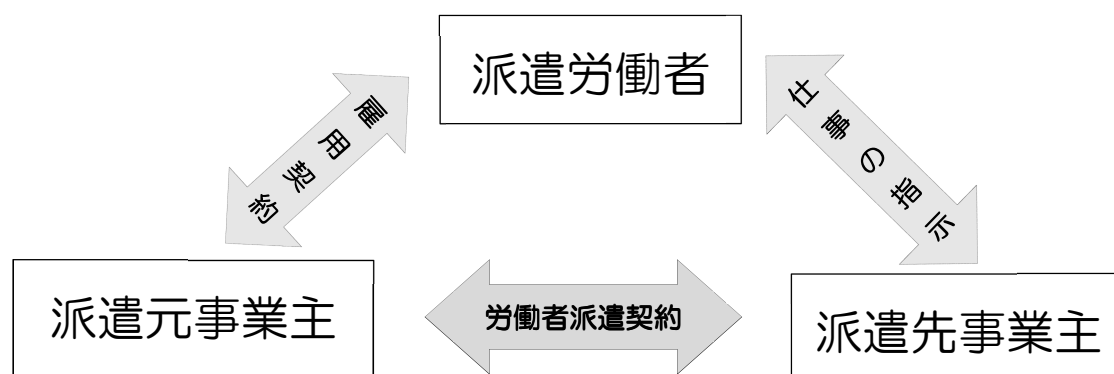 派遣労働者
雇用契約
仕事の指示
派遣元事業主
労働者派遣契約
派遣先事業主